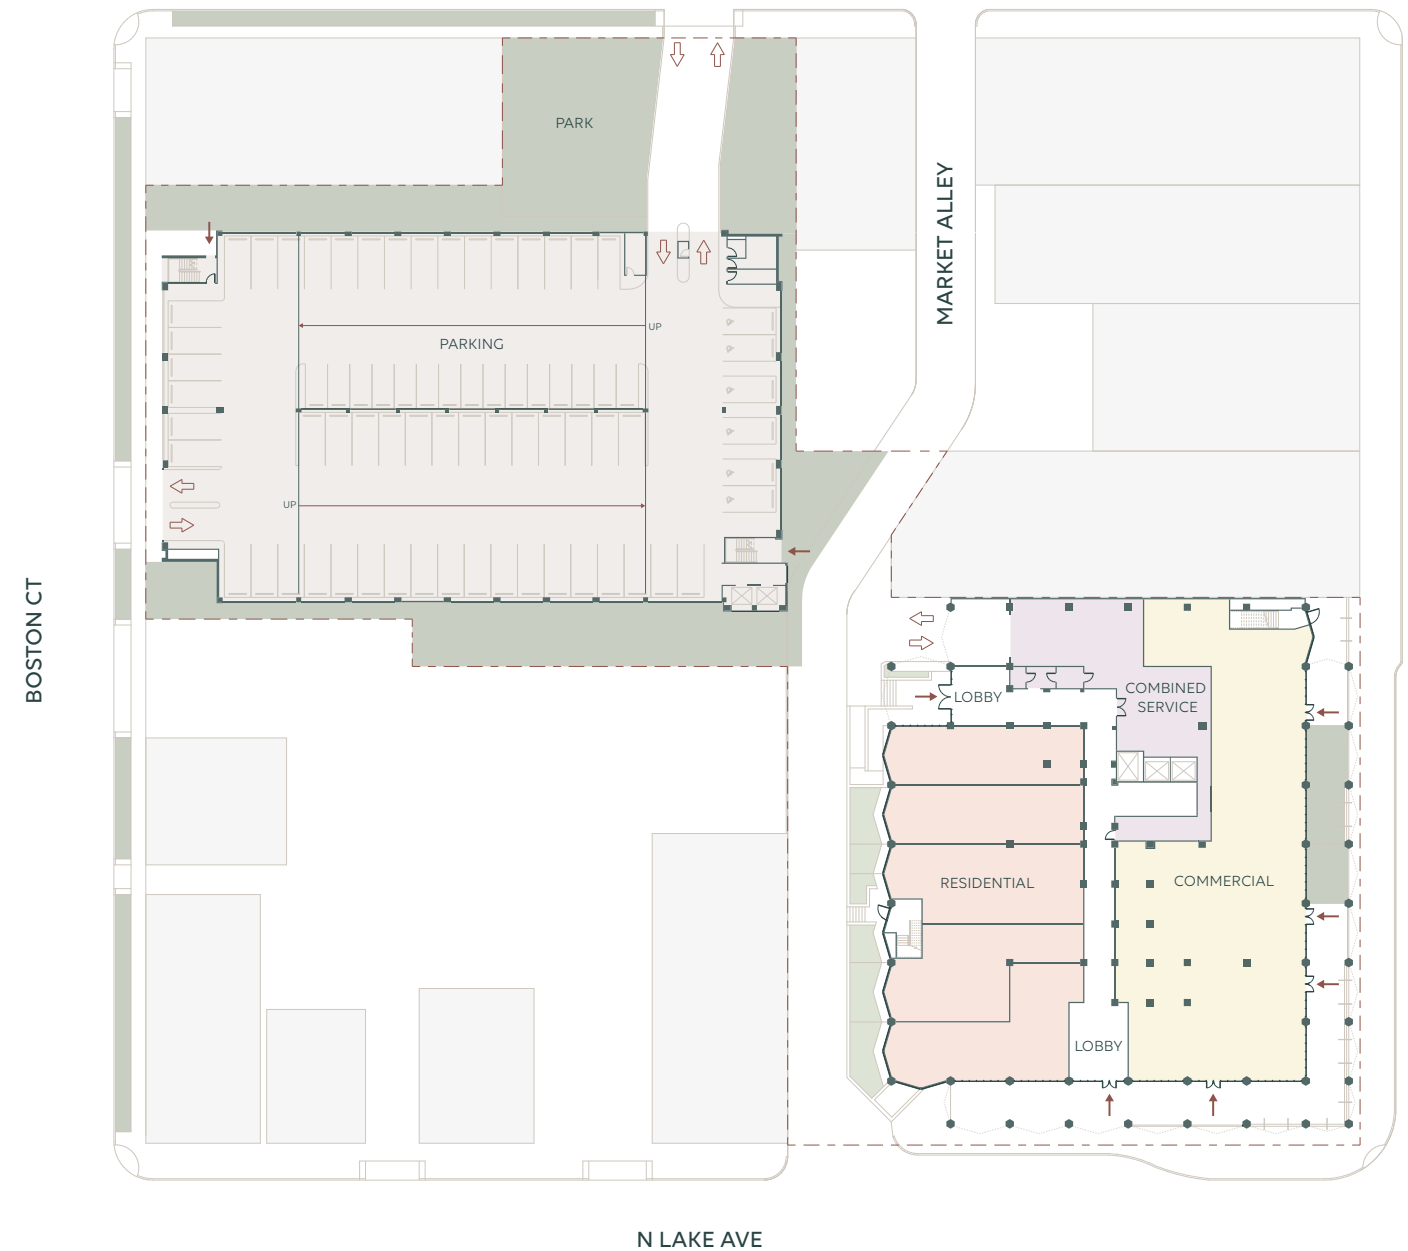 PARK
MARKET ALLEY
UP
PARKING
UP
BOSTON CT
COMBINED
SERVICE
LOBBY
RESIDENTIAL
COMMERCIAL
LOBBY
N LAKE AVE